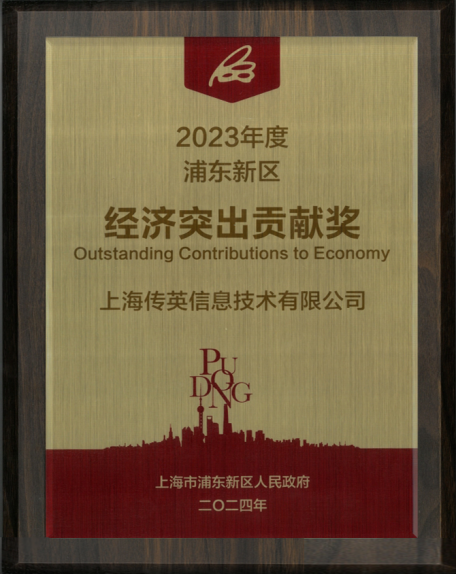 2023年度
浦东新区
经济突出贡献奖
Outstanding Contributions to Economy
上海传英信息技术有限公司
PU
DONG
上海市浦东新区人民政府
二〇二四年